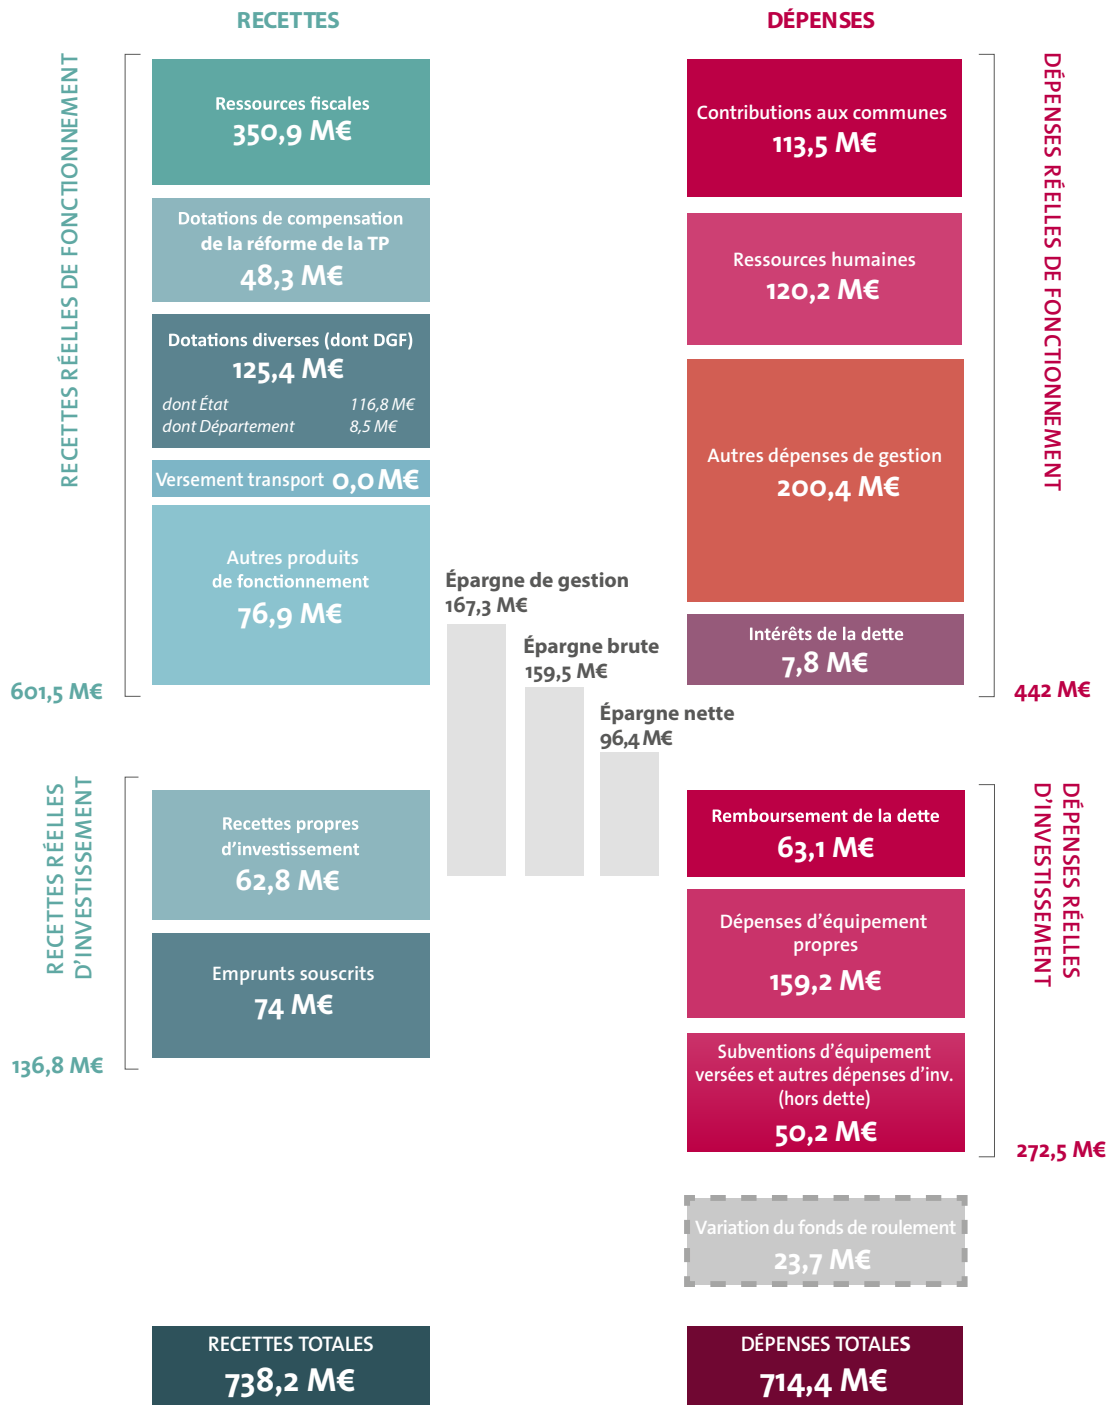 RECETTES
RECETTES RÉELLES DE FONCTIONNEMENT
Ressources fiscales
350,9 M€
Dotations de compensation
de la réforme de la TP
48,3 M€
Dotations diverses (dont DGF)
125,4 M€
dont État 116,8 M€
dont Département 8,5 M€
Versement transport 0,0 M€
Autres produits
de fonctionnement
76,9 M€
601,5 M€
Épargne de gestion
167,3 M€
Épargne brute
159,5 M€
Épargne nette
96,4 M€
RECETTES RÉELLES
D'INVESTISSEMENT
Recettes propres
d'investissement
62,8 M€
Emprunts souscrits
74 M€
136,8 M€
RECETTES TOTALES
738,2 M€
DÉPENSES
DÉPENSES RÉELLES DE FONCTIONNEMENT
Contributions aux communes
113,5 M€
Ressources humaines
120,2 M€
Autres dépenses de gestion
200,4 M€
Intérêts de la dette
7,8 M€
442 M€
DÉPENSES RÉELLES
D'INVESTISSEMENT
Remboursement de la dette
63,1 M€
Dépenses d'équipement
propres
159,2 M€
Subventions d'équipement
versées et autres dépenses d'inv.
(hors dette)
50,2 M€
272,5 M€
Variation du fonds de roulement
23,7 M€
DÉPENSES TOTALES
714,4 M€